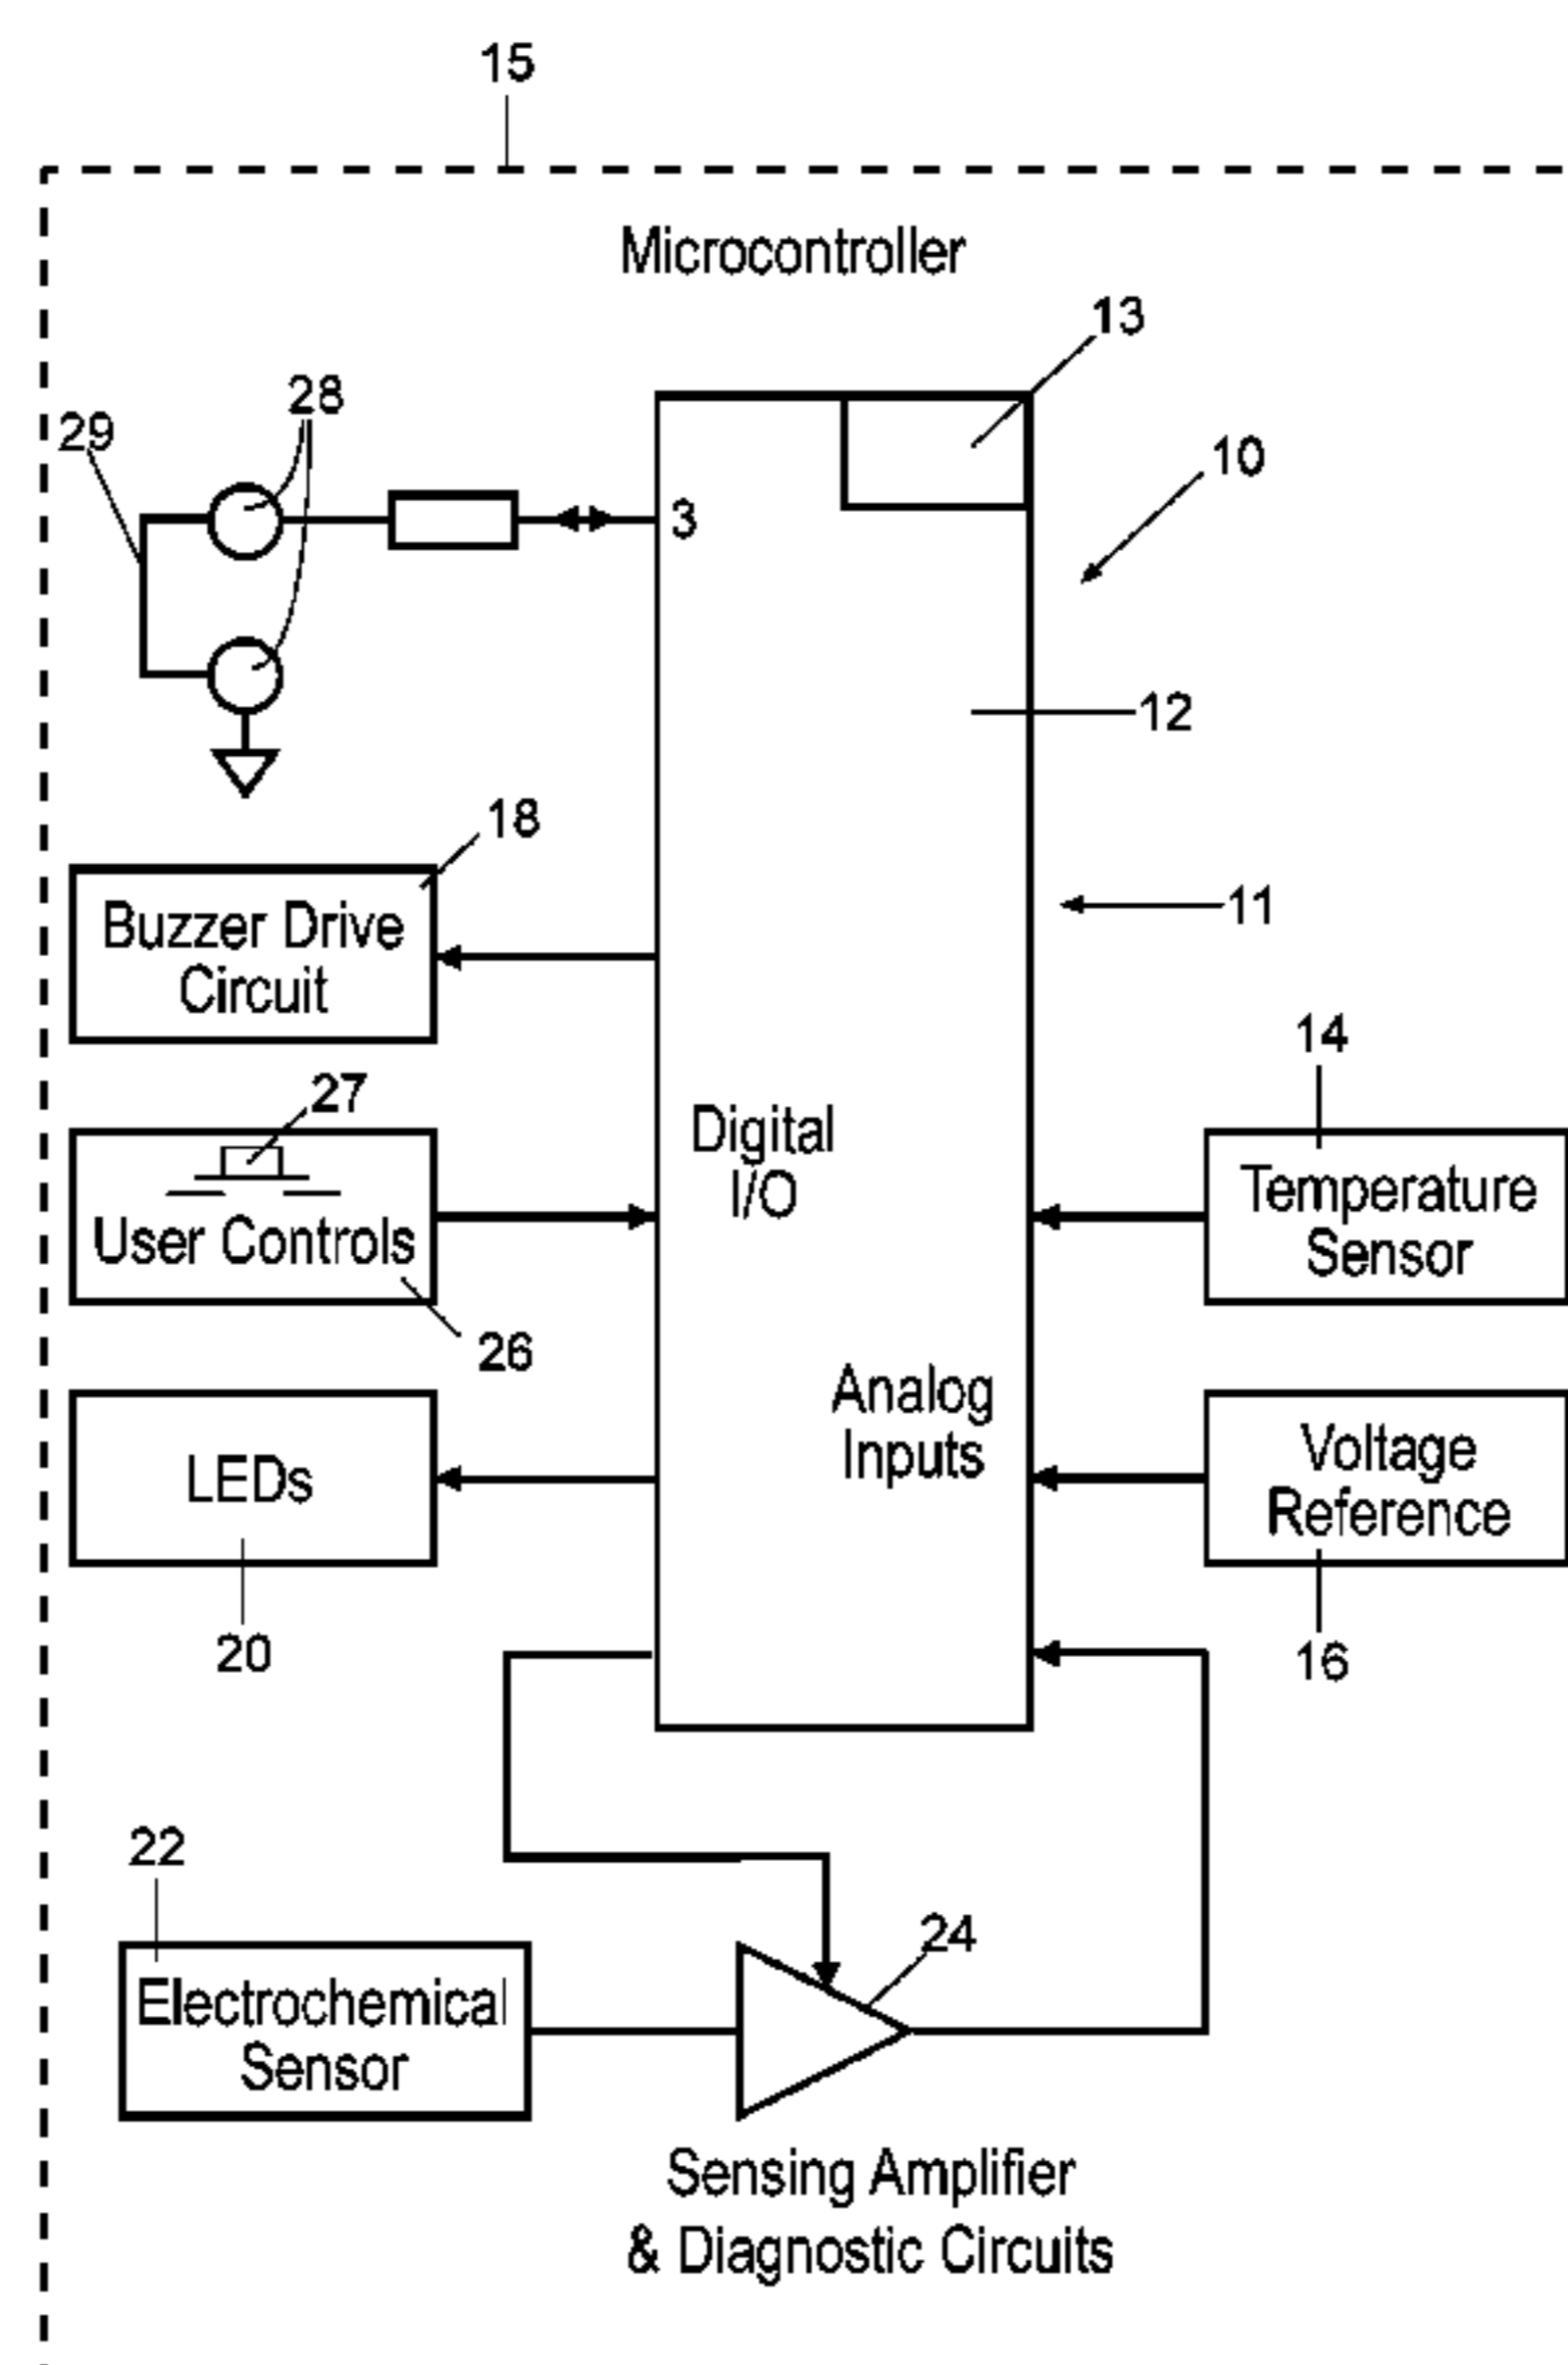 15
Microcontroller
13
28
29
10
3
12
18
Buzzer Drive
Circuit
11
14
27
Digital
I/O
Temperature
Sensor
User Controls
26
Analog
Inputs
LEDs
Voltage
Reference
20
16
22
24
Electrochemical
Sensor
Sensing Amplifier
& Diagnostic Circuits